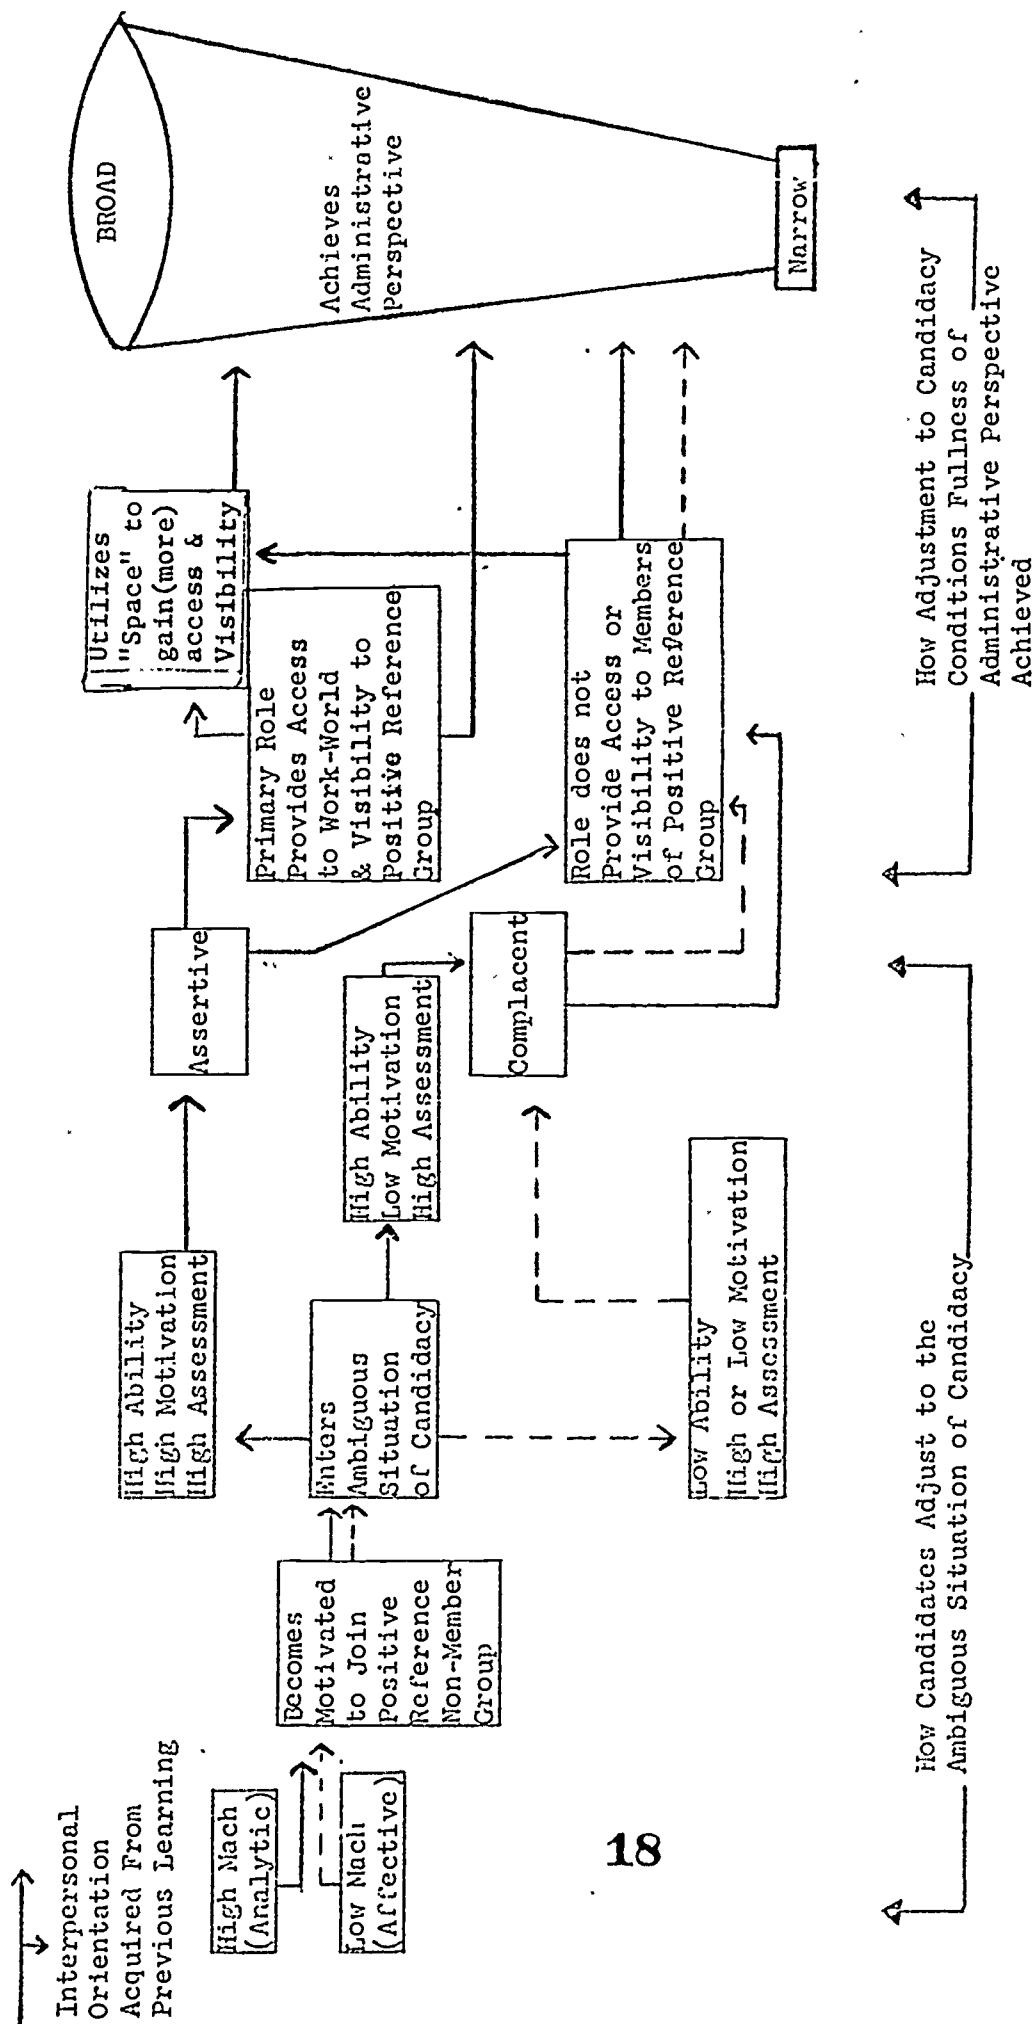 Interpersonal
Orientation
Acquired From
Previous Learning
High Mach
(Analytic)
Low Mach
(Affective)
Becomes
Motivated
to Join
Positive
Reference
Non-Member
Group
Enters
Ambiguous
Situation
of Candidacy
High Ability
High Motivation
High Assessment
High Ability
Low Motivation
High Assessment
Low Ability
High or Low Motivation
High Assessment
Assertive
Complacent
Utilizes
"Space" to
gain(more)
access &
Visibility
Primary Role
Provides Access
to Work-World
& Visibility to
Positive Reference
Group
Role does not
Provide Access or
Visibility to Members
of Positive Reference
Group
BROAD
Achieves
Administrative
Perspective
Narrow
How Candidates Adjust to the
Ambiguous Situation of Candidacy
How Adjustment to Candidacy
Conditions Fullness of
Administrative Perspective
Achieved
18